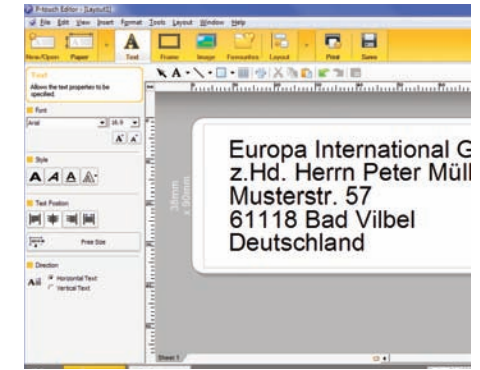 P-touch Editor - [Layout1]
File Edit View Insert Format Tools Layout Window Help
New/Open Paper Text Frame Image Favourites Layout Print Save
Text
Allows the text properties to be
specified.
Font
Arial 16.9
Style
A A A A
Text Position
Free Size
Direction
Horizontal Text
Vertical Text
38mm
x 90mm
Europa International G
z.Hd. Herrn Peter Müll
Musterstr. 57
61118 Bad Vilbel
Deutschland
Sheet 1